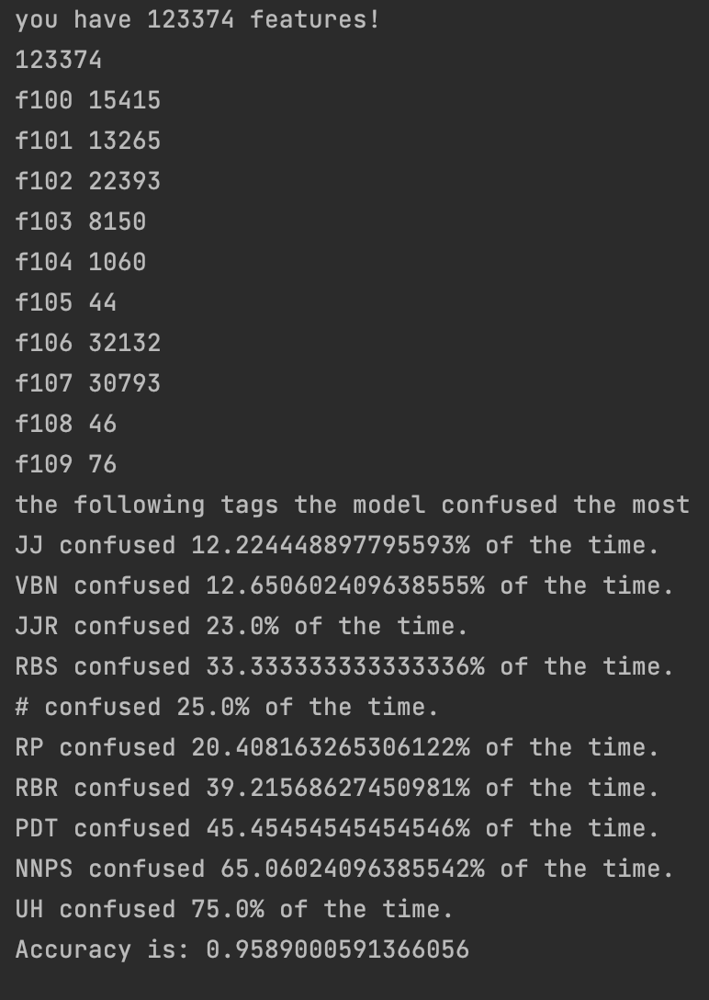 you have 123374 features!
123374
f100 15415
f101 13265
f102 22393
f103 8150
f104 1060
f105 44
f106 32132
f107 30793
f108 46
f109 76
the following tags the model confused the most
JJ confused 12.224448897795593% of the time.
VBN confused 12.650602409638555% of the time.
JJR confused 23.0% of the time.
RBS confused 33.333333333333336% of the time.
# confused 25.0% of the time.
RP confused 20.408163265306122% of the time.
RBR confused 39.21568627450981% of the time.
PDT confused 45.45454545454546% of the time.
NNPS confused 65.06024096385542% of the time.
UH confused 75.0% of the time.
Accuracy is: 0.9589000591366056